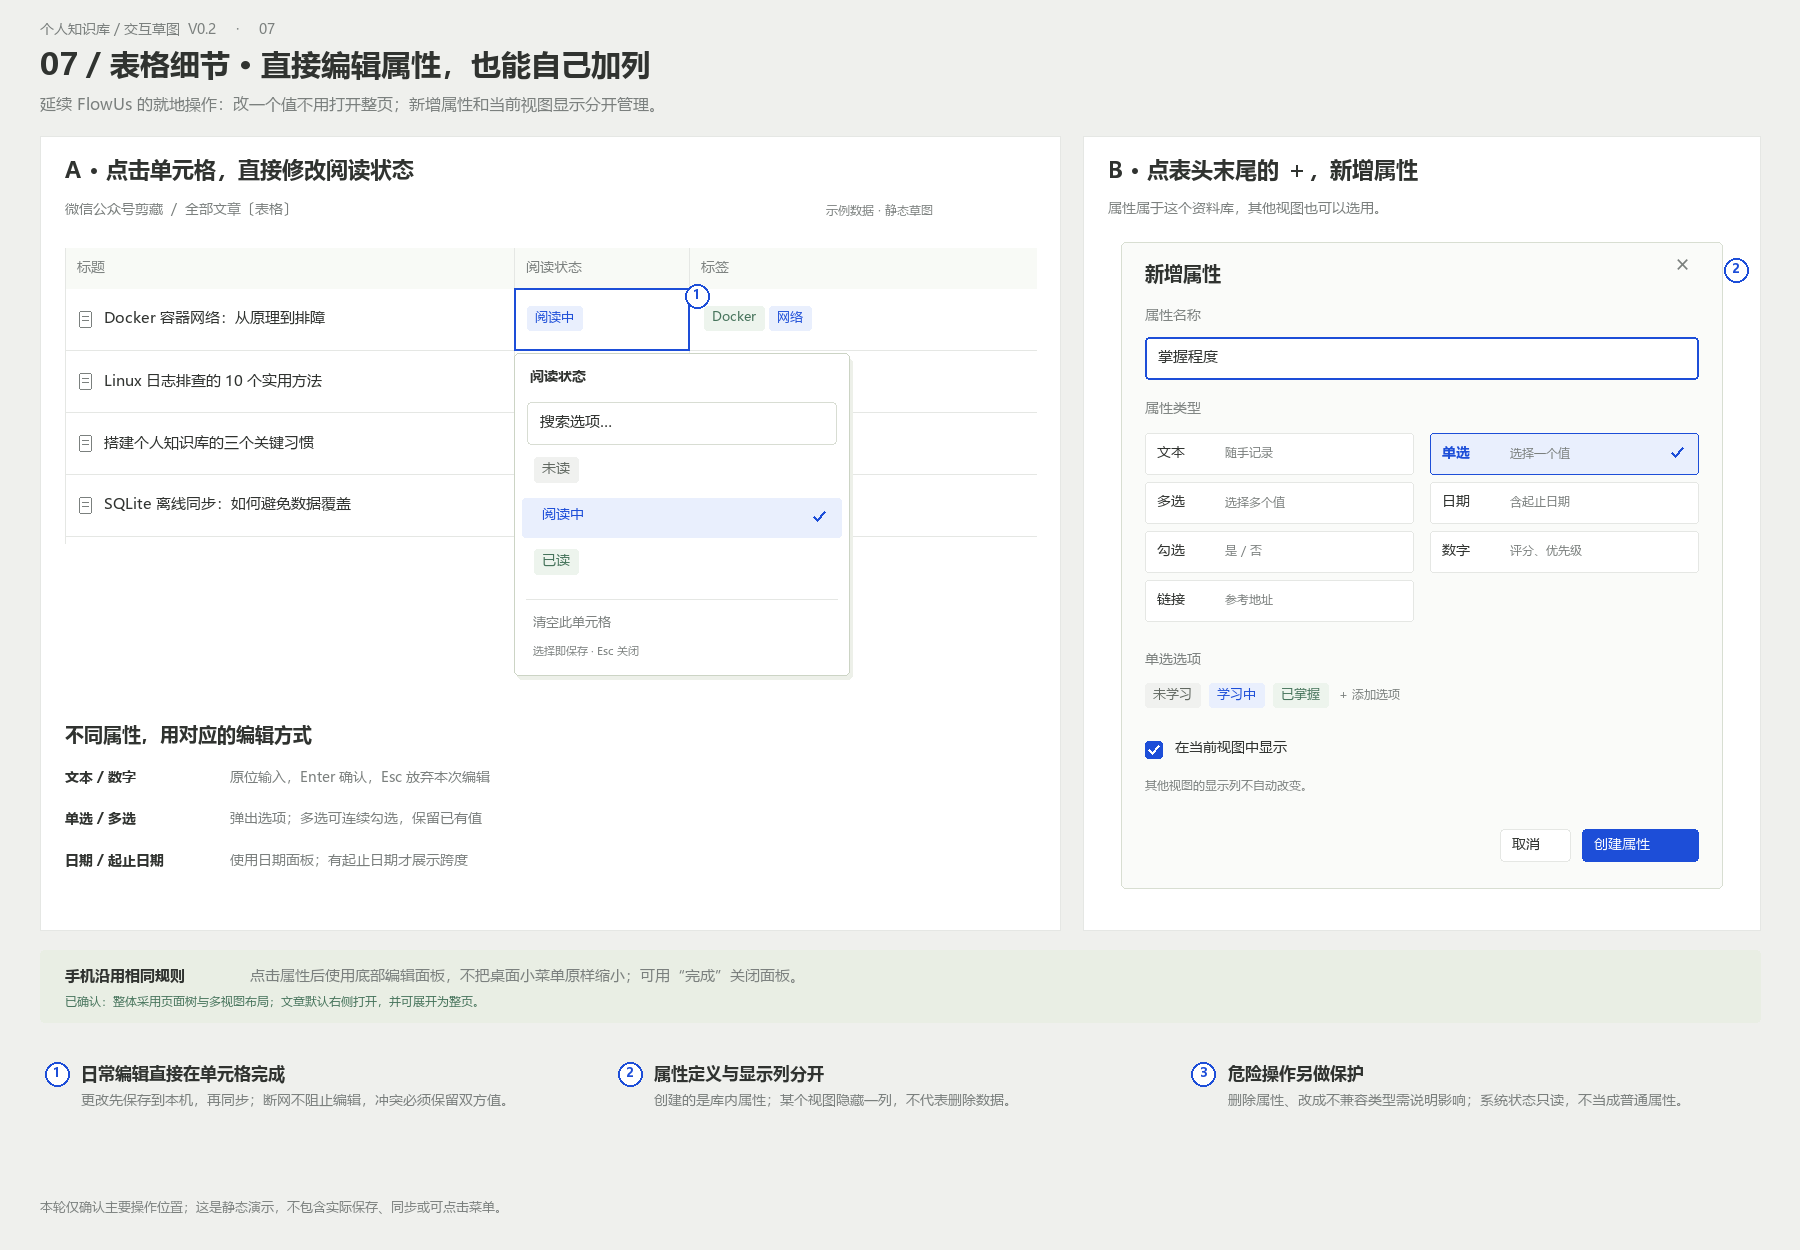 个人知识库 / 交互草图 V0.2 · 07
07 / 表格细节 • 直接编辑属性，也能自己加列
延续 FlowUs 的就地操作：改一个值不用打开整页；新增属性和当前视图显示分开管理。
A • 点击单元格，直接修改阅读状态
微信公众号剪藏 / 全部文章〔表格〕
示例数据 · 静态草图
标题 阅读状态 标签
Docker 容器网络：从原理到排障 阅读中 1 Docker 网络
Linux 日志排查的 10 个实用方法
搭建个人知识库的三个关键习惯
SQLite 离线同步：如何避免数据覆盖
阅读状态
搜索选项...
未读
阅读中
已读
清空此单元格
选择即保存 · Esc 关闭
不同属性，用对应的编辑方式
文本 / 数字 原位输入，Enter 确认，Esc 放弃本次编辑
单选 / 多选 弹出选项；多选可连续勾选，保留已有值
日期 / 起止日期 使用日期面板；有起止日期才展示跨度
B • 点表头末尾的 +，新增属性
属性属于这个资料库，其他视图也可以选用。
新增属性 × 2
属性名称
掌握程度
属性类型
文本 随手记录 单选 选择一个值
多选 选择多个值 日期 含起止日期
勾选 是 / 否 数字 评分、优先级
链接 参考地址
单选选项
未学习 学习中 已掌握 + 添加选项
在当前视图中显示
其他视图的显示列不自动改变。
取消 创建属性
手机沿用相同规则 点击属性后使用底部编辑面板，不把桌面小菜单原样缩小；可用“完成”关闭面板。
已确认：整体采用页面树与多视图布局；文章默认右侧打开，并可展开为整页。
1 日常编辑直接在单元格完成
更改先保存到本机，再同步；断网不阻止编辑，冲突必须保留双方值。
2 属性定义与显示列分开
创建的是库内属性；某个视图隐藏一列，不代表删除数据。
3 危险操作另做保护
删除属性、改成不兼容类型需说明影响；系统状态只读，不当成普通属性。
本轮仅确认主要操作位置；这是静态演示，不包含实际保存、同步或可点击菜单。